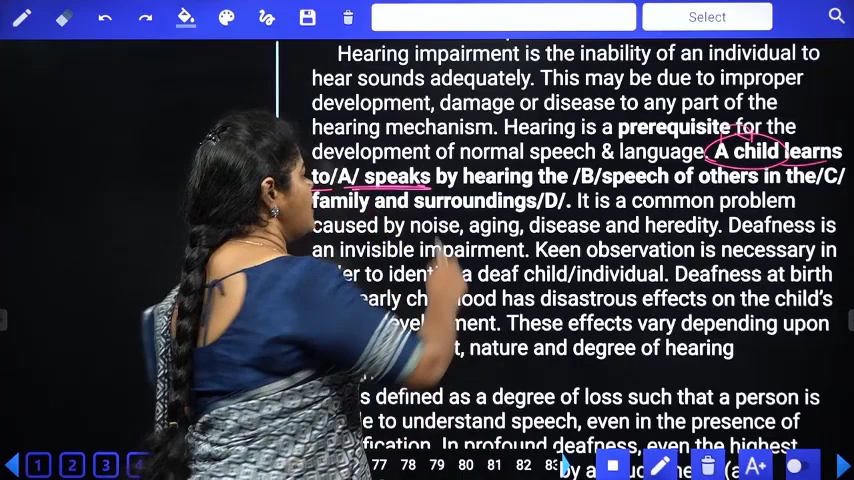 Select
Hearing impairment is the inability of an individual to
hear sounds adequately. This may be due to improper
development, damage or disease to any part of the
hearing mechanism. Hearing is a prerequisite for the
development of normal speech & language. A child learns
to/A/ speaks by hearing the /B/speech of others in the/C/
family and surroundings/D/. It is a common problem
caused by noise, aging, disease and heredity. Deafness is
an invisible impairment. Keen observation is necessary in
to a deaf child/individual. Deafness at birth
early has disastrous effects on the child's
These effects vary depending upon
nature and degree of hearing
defined as a degree of loss such that a person is
to understand speech, even in the presence of
In profound deafness, even the highest
by a
1 2 3 4 77 78 79 80 81 82 83 A+